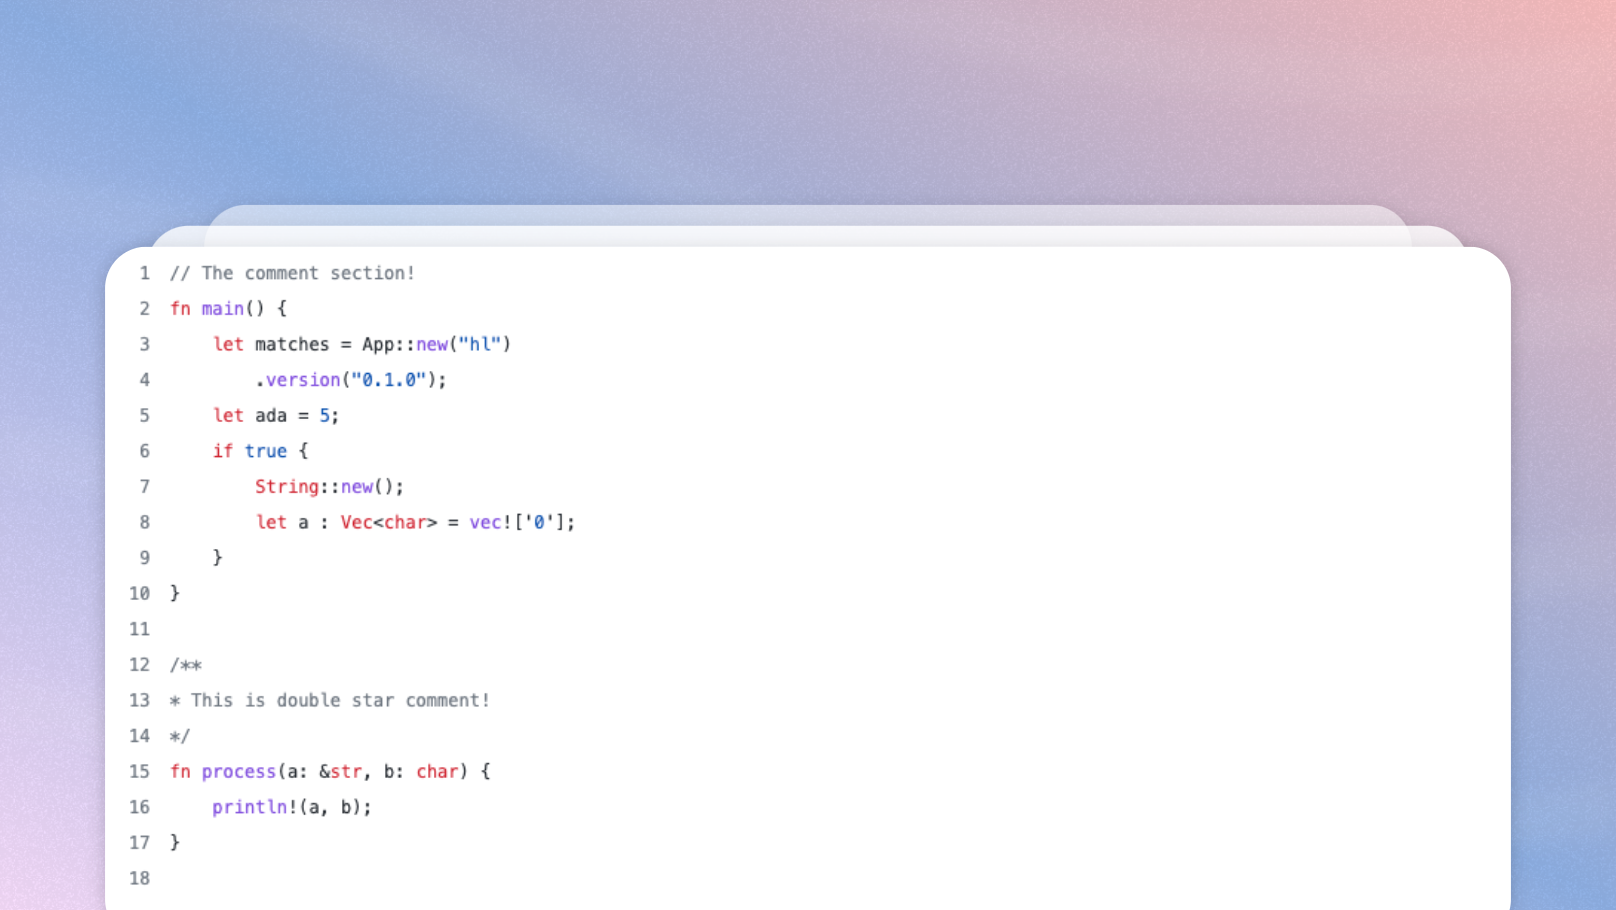 1 // The comment section!
2 fn main() {
3     let matches = App::new("hl")
4         .version("0.1.0");
5     let ada = 5;
6     if true {
7         String::new();
8         let a : Vec<char> = vec!['0'];
9     }
10 }
11
12 /**
13 * This is double star comment!
14 */
15 fn process(a: &str, b: char) {
16     println!(a, b);
17 }
18